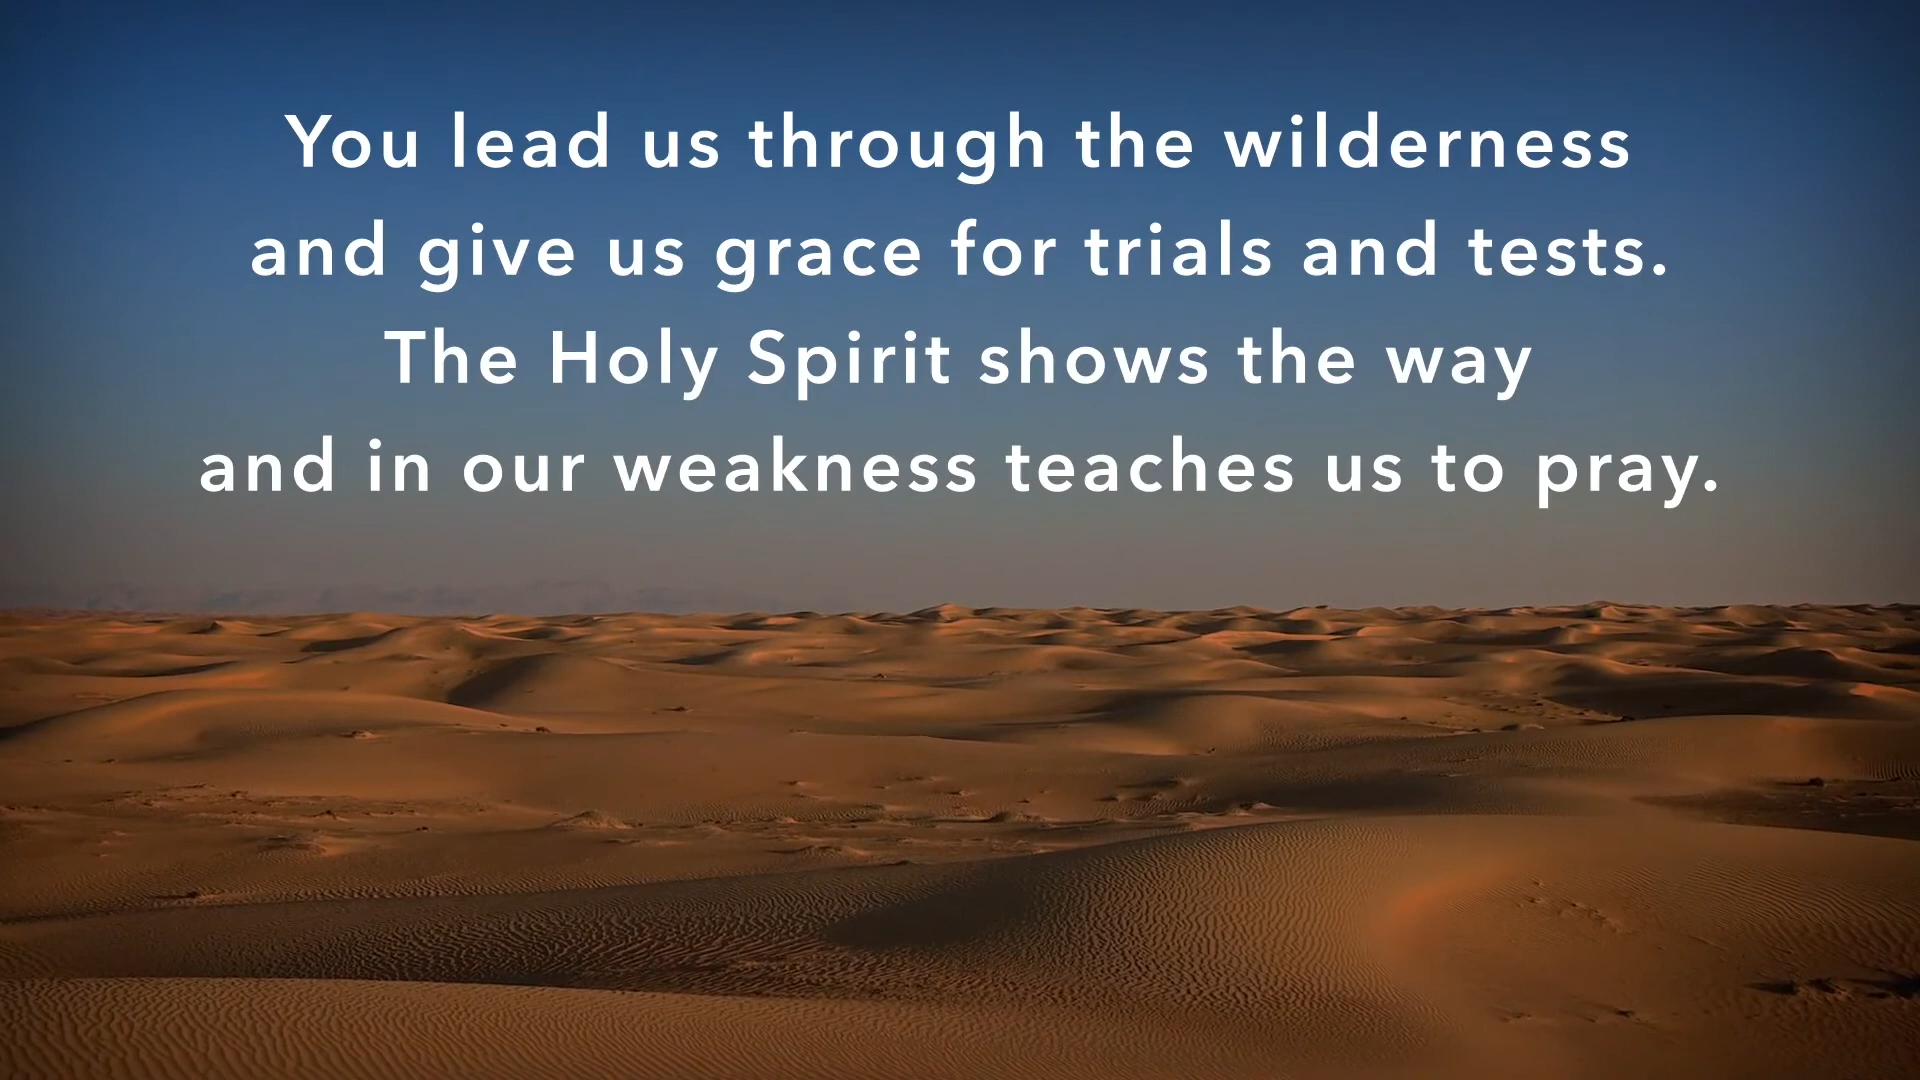 You lead us through the wilderness
and give us grace for trials and tests.
The Holy Spirit shows the way
and in our weakness teaches us to pray.